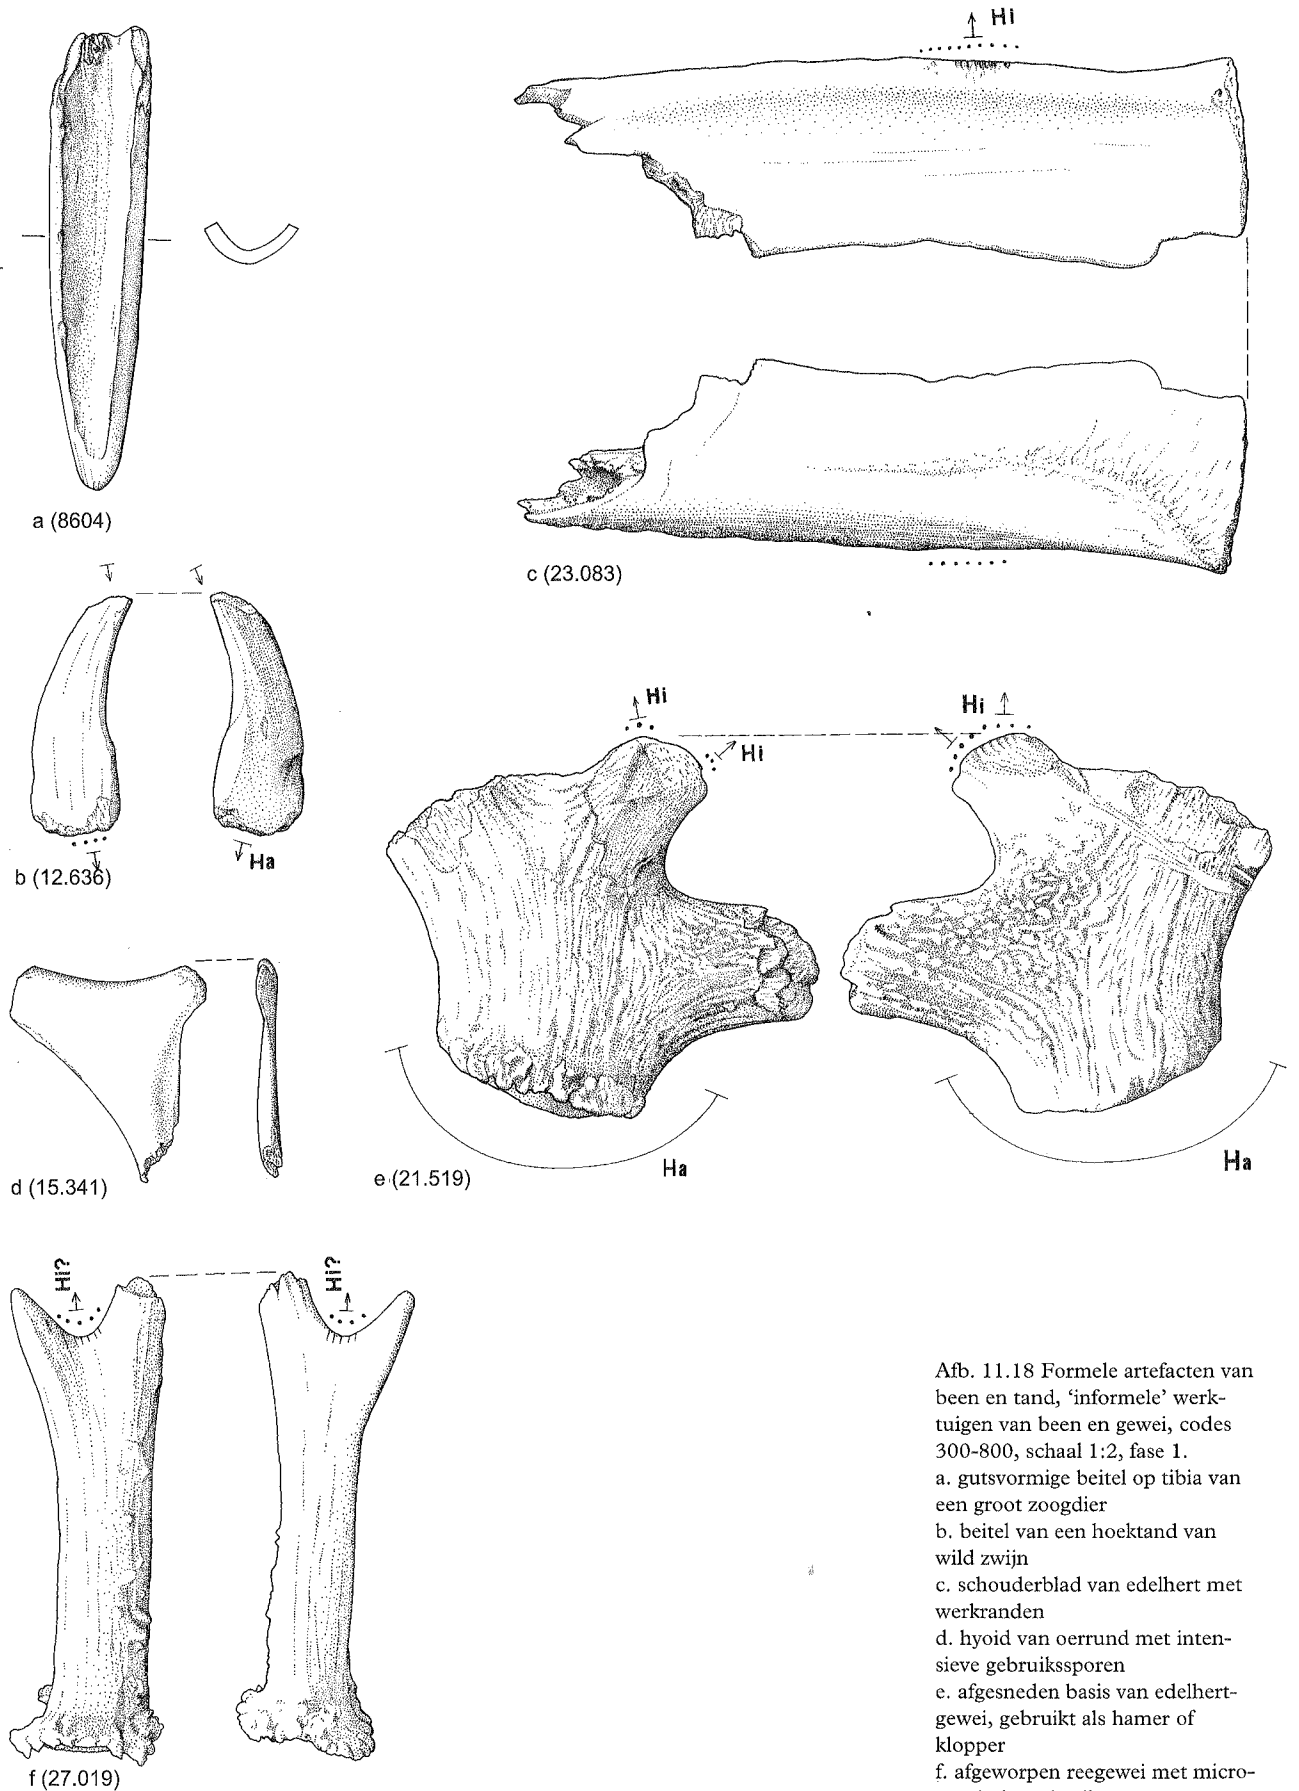 Hi
a (8604)
c (23.083)
b (12.636)
Ha
Hi
Hi
Hi
d (15.341)
e (21.519)
Ha
Ha
Hi?
Hi?
f (27.019)
Afb. 11.18 Formele artefacten van
been en tand, ‘informele’ werk-
tuigen van been en gewei, codes
300-800, schaal 1:2, fase 1.
a. gutsvormige beitel op tibia van
een groot zoogdier
b. beitel van een hoektand van
wild zwijn
c. schouderblad van edelhert met
werkranden
d. hyoid van oerrund met inten-
sieve gebruikssporen
e. afgesneden basis van edelhert-
gewei, gebruikt als hamer of
klopper
f. afgeworpen reegewei met micro-